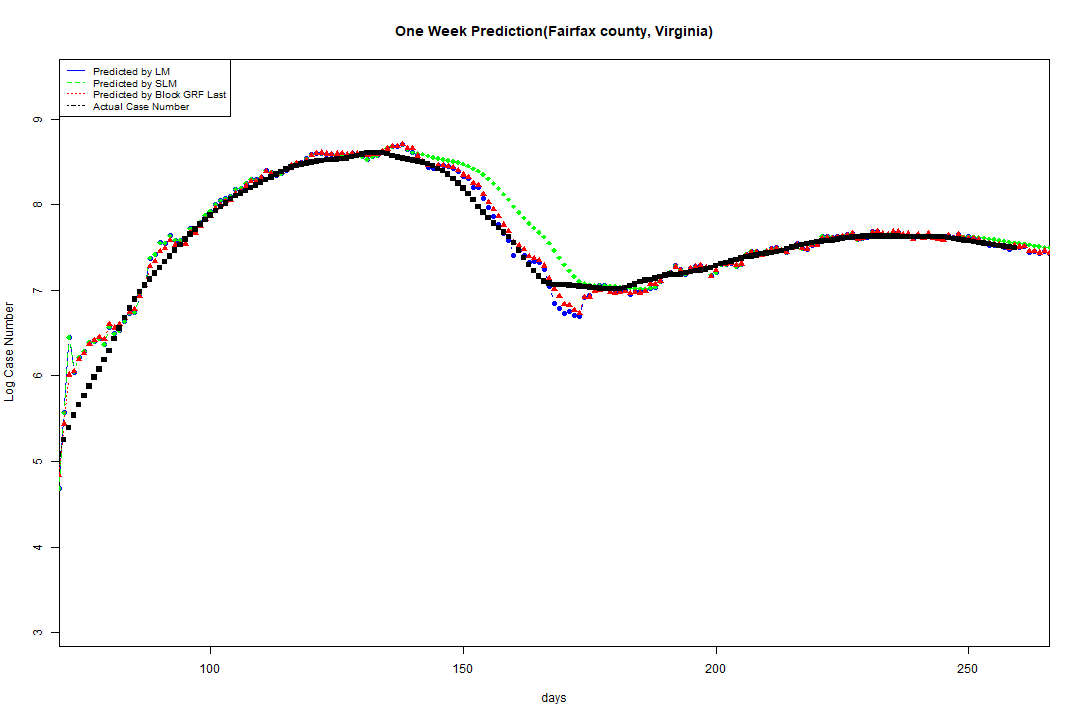 One Week Prediction(Fairfax county, Virginia)
Predicted by LM
Predicted by SLM
Predicted by Block GRF Last
Actual Case Number
9
8
7
6
5
4
3
Log Case Number
100 150 200 250
days